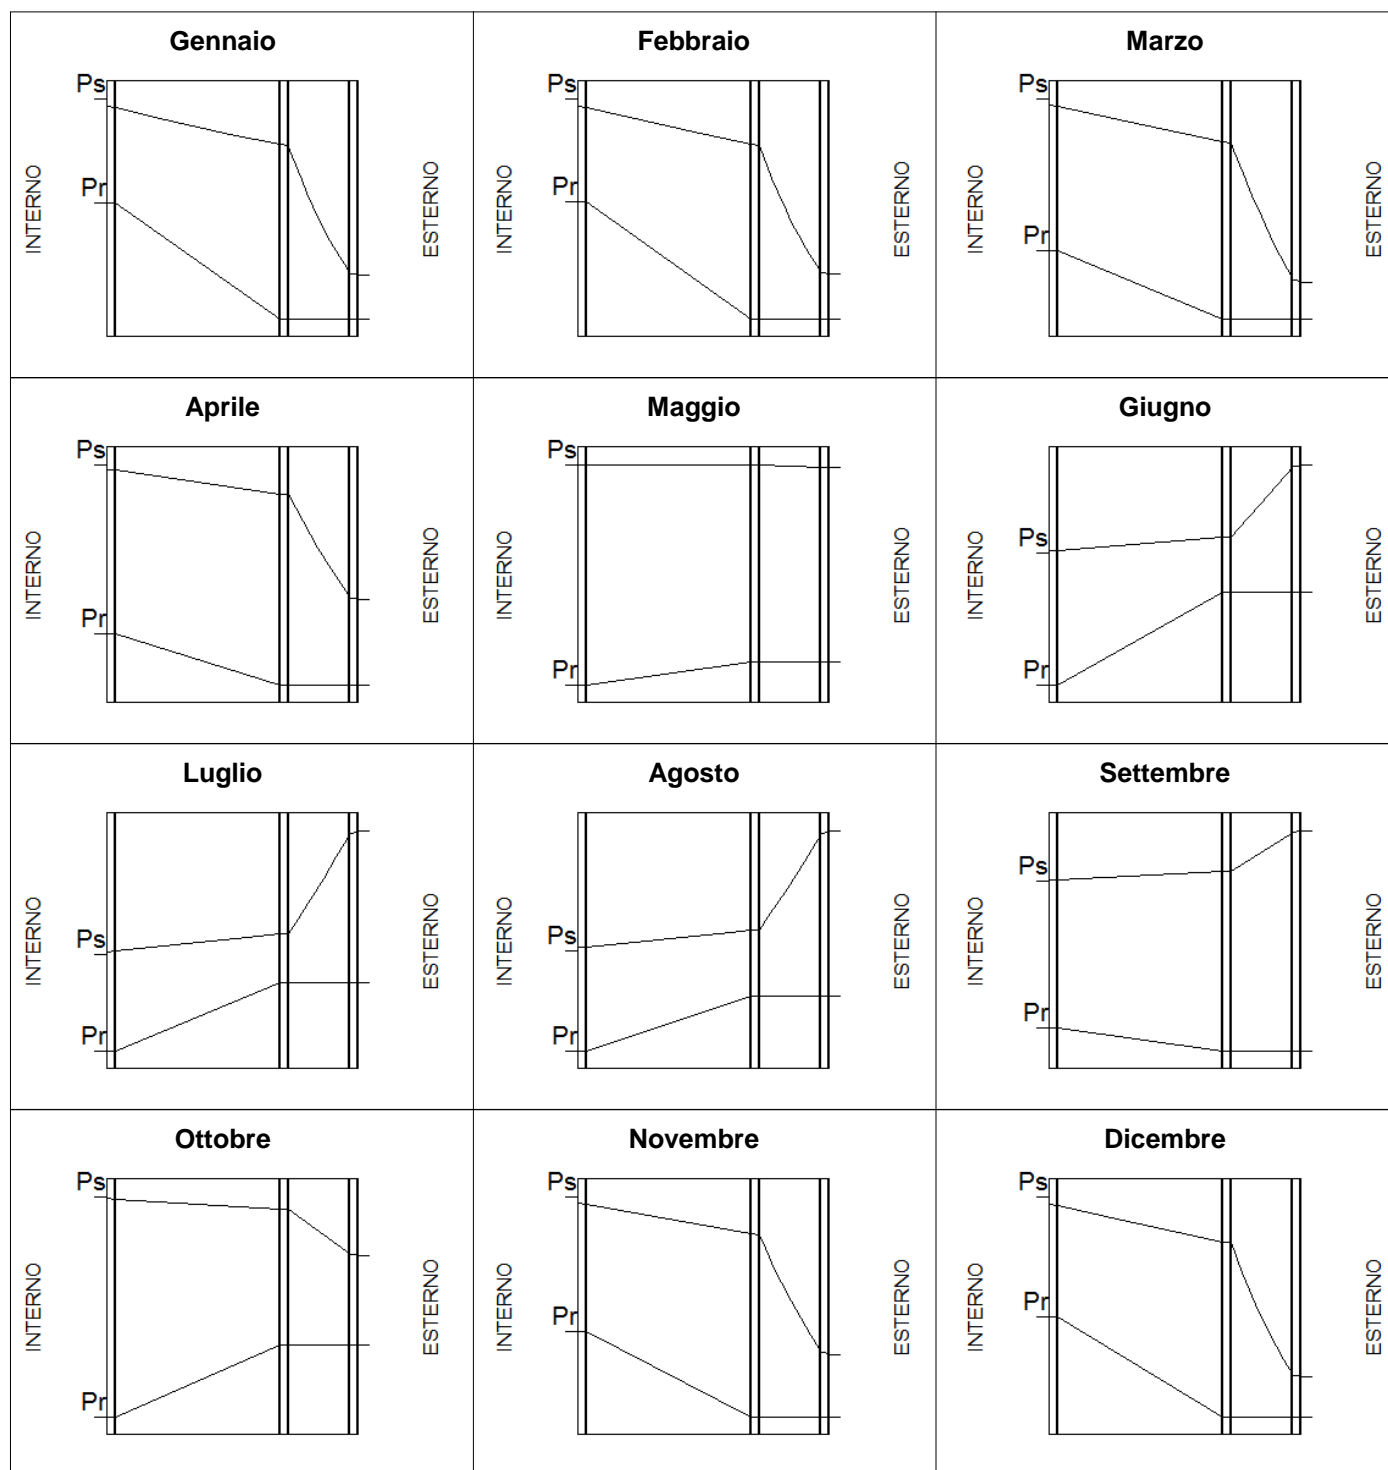 Gennaio
Ps
Pr
INTERNO
ESTERNO
Febbraio
Ps
Pr
INTERNO
ESTERNO
Marzo
Ps
Pr
INTERNO
ESTERNO
Aprile
Ps
Pr
INTERNO
ESTERNO
Maggio
Ps
Pr
INTERNO
ESTERNO
Giugno
Ps
Pr
INTERNO
ESTERNO
Luglio
Ps
Pr
INTERNO
ESTERNO
Agosto
Ps
Pr
INTERNO
ESTERNO
Settembre
Ps
Pr
INTERNO
ESTERNO
Ottobre
Ps
Pr
INTERNO
ESTERNO
Novembre
Ps
Pr
INTERNO
ESTERNO
Dicembre
Ps
Pr
INTERNO
ESTERNO